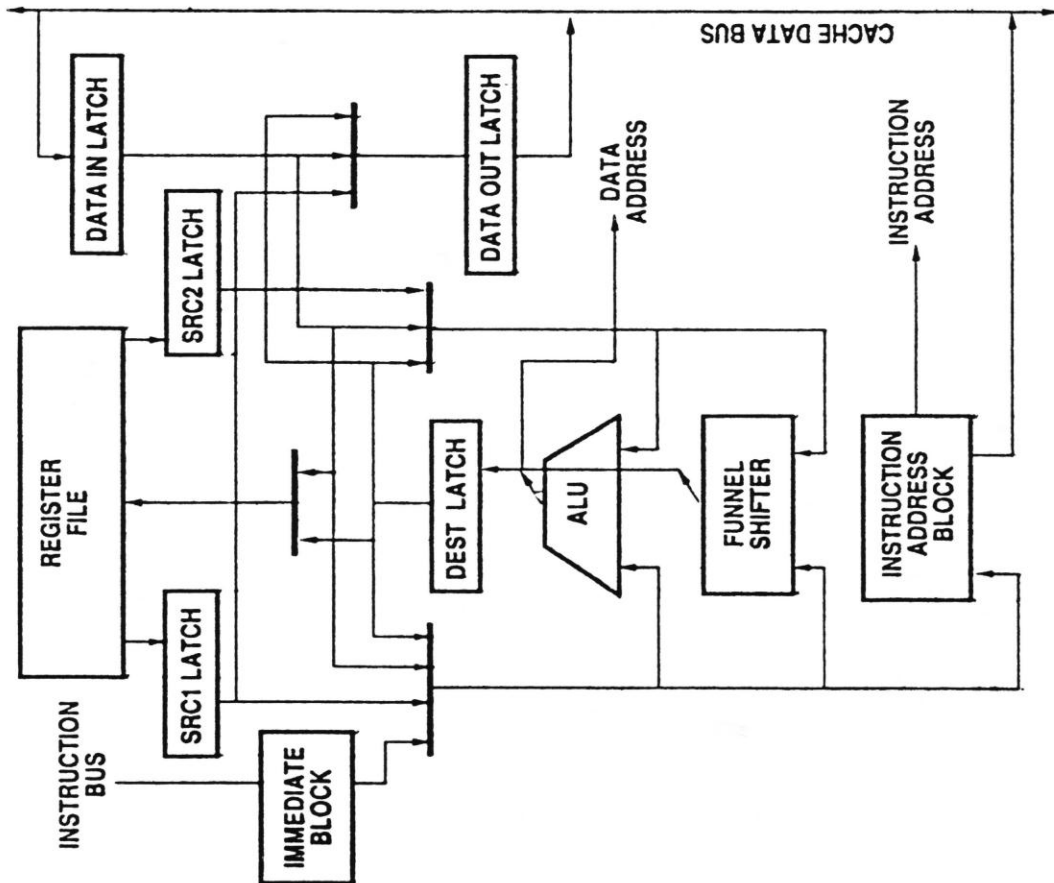 REGISTER
FILE
INSTRUCTION
BUS
SRC1 LATCH
SRC2 LATCH
DATA IN LATCH
IMMEDIATE
BLOCK
DEST LATCH
DATA OUT LATCH
ALU
DATA
ADDRESS
FUNNEL
SHIFTER
INSTRUCTION
ADDRESS
BLOCK
INSTRUCTION
ADDRESS
CACHE DATA BUS